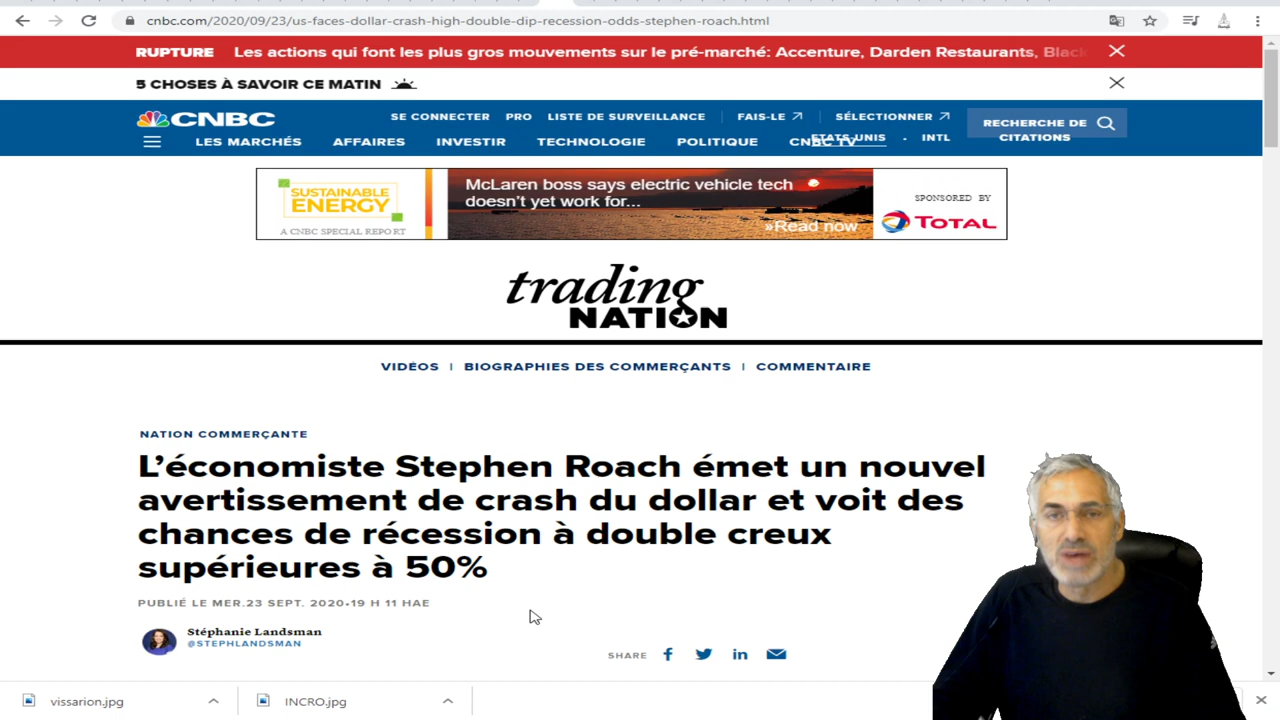 cnbc.com/2020/09/23/us-faces-dollar-crash-high-double-dip-recession-odds-stephen-roach.html
RUPTURE Les actions qui font les plus gros mouvements sur le pré-marché: Accenture, Darden Restaurants,
5 CHOSES À SAVOIR CE MATIN
CNBC
SE CONNECTER PRO LISTE DE SURVEILLANCE FAIS-LE SÉLECTIONNER
RECHERCHE DE CITATIONS
ETATS-UNIS • INTL
LES MARCHÉS AFFAIRES INVESTIR TECHNOLOGIE POLITIQUE CNBC TV
SUSTAINABLE
ENERGY
A CNBC SPECIAL REPORT
McLaren boss says electric vehicle tech
doesn't yet work for...
»Read now
SPONSORED BY
TOTAL
trading
NATION
VIDÉOS I BIOGRAPHIES DES COMMERÇANTS I COMMENTAIRE
NATION COMMERÇANTE
L'économiste Stephen Roach émet un nouvel
avertissement de crash du dollar et voit des
chances de récession à double creux
supérieures à 50%
PUBLIÉ LE MER.23 SEPT. 2020•19 H 11 HAE
Stéphanie Landsman
@STEPHLANDSMAN
SHARE
vissarion.jpg
INCRO.jpg